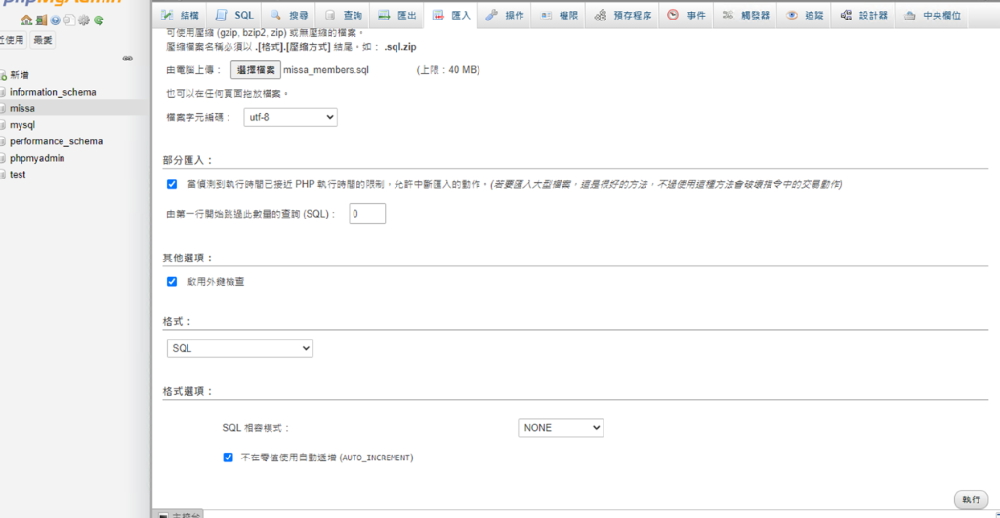 phpMyAdmin
近使用 最愛
新增
information_schema
missa
mysql
performance_schema
phpmyadmin
test
結構 SQL 搜尋 查詢 匯出 匯入 操作 權限 預存程序 事件 觸發器 追蹤 設計器 中央欄位
可使用壓縮 (gzip, bzip2, zip) 或無壓縮的檔案。
壓縮檔案名稱必須以 .[格式].[壓縮方式] 結尾。如： .sql.zip
由電腦上傳： 選擇檔案 missa_members.sql (上限：40 MB)
也可以在任何頁面拖放檔案。
檔案字元編碼： utf-8
部分匯入：
當偵測到執行時間已接近 PHP 執行時間的限制，允許中斷匯入的動作。(若要匯入大型檔案，這是很好的方法，不過使用這種方法會破壞指令中的交易動作)
由第一行開始跳過此數量的查詢 (SQL)： 0
其他選項：
啟用外鍵檢查
格式：
SQL
格式選項：
SQL 相容模式： NONE
不在零值使用自動遞增 (AUTO_INCREMENT)
執行
主控台